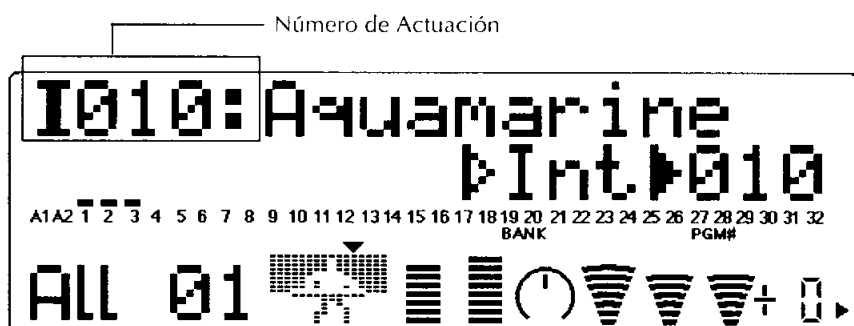 Número de Actuación
I010:Aquamarine
Int 010
A1 A2 1 2 3 4 5 6 7 8 9 10 11 12 13 14 15 16 17 18 19 20 21 22 23 24 25 26 27 28 29 30 31 32
BANK PGM#
All 01 0